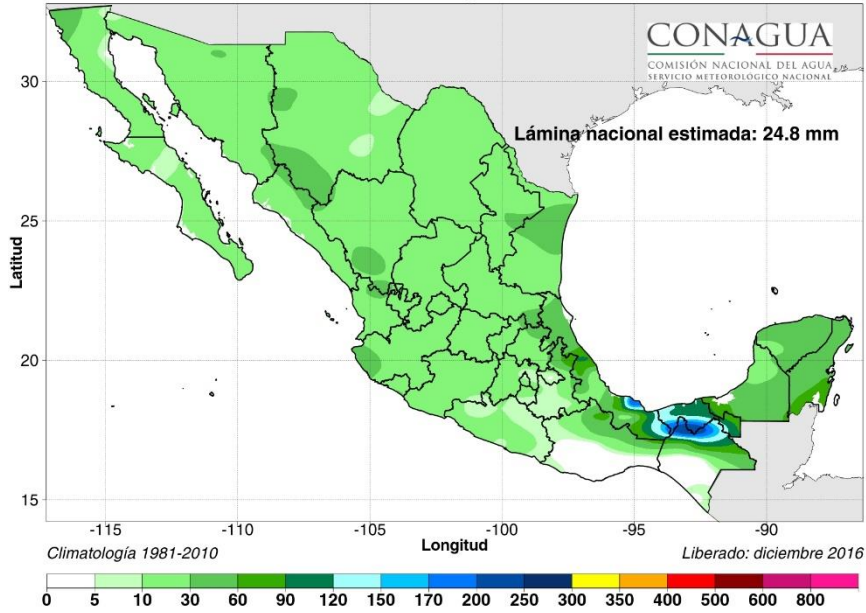 CONAGUA
COMISIÓN NACIONAL DEL AGUA
SERVICIO METEOROLÓGICO NACIONAL
Lámina nacional estimada: 24.8 mm
30
25
20
15
Latitud
-115 -110 -105 -100 -95 -90
Longitud
Climatología 1981-2010
Liberado: diciembre 2016
0 5 10 30 60 90 120 150 170 200 250 300 350 400 500 600 800